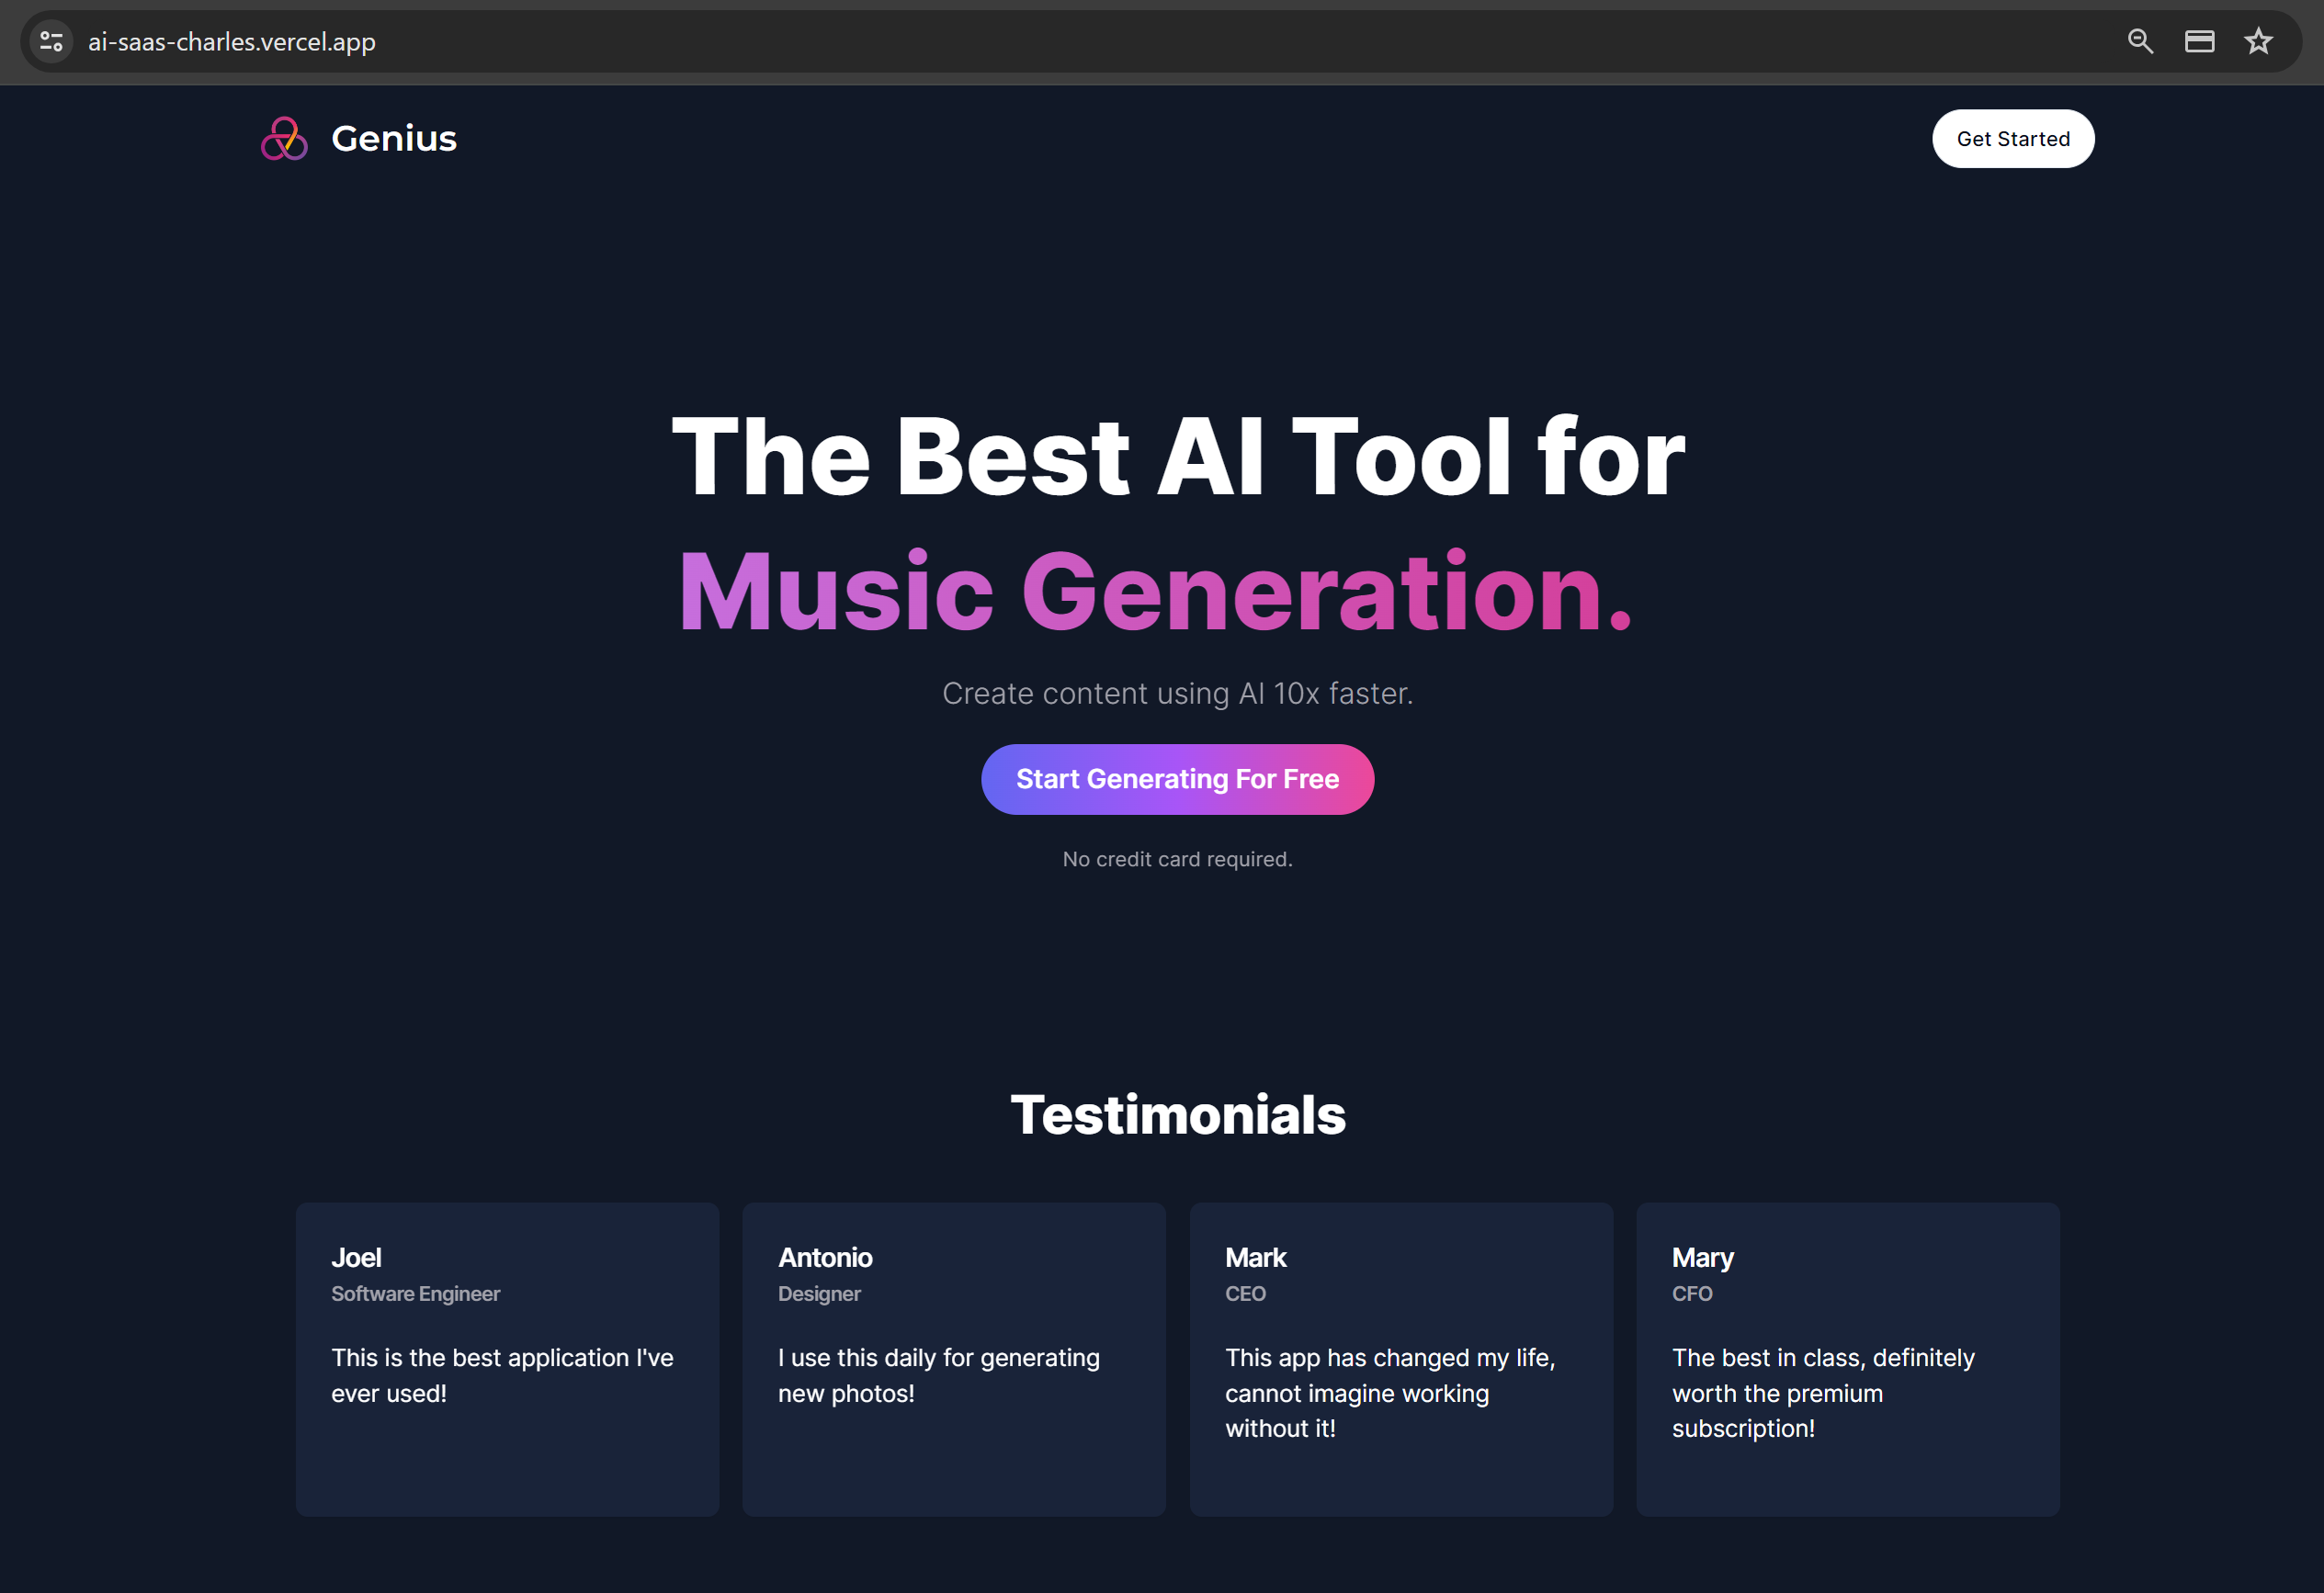 ai-saas-charles.vercel.app
Genius
Get Started
The Best AI Tool for
Music Generation.
Create content using AI 10x faster.
Start Generating For Free
No credit card required.
Testimonials
Joel
Software Engineer
This is the best application I've
ever used!
Antonio
Designer
I use this daily for generating
new photos!
Mark
CEO
This app has changed my life,
cannot imagine working
without it!
Mary
CFO
The best in class, definitely
worth the premium
subscription!